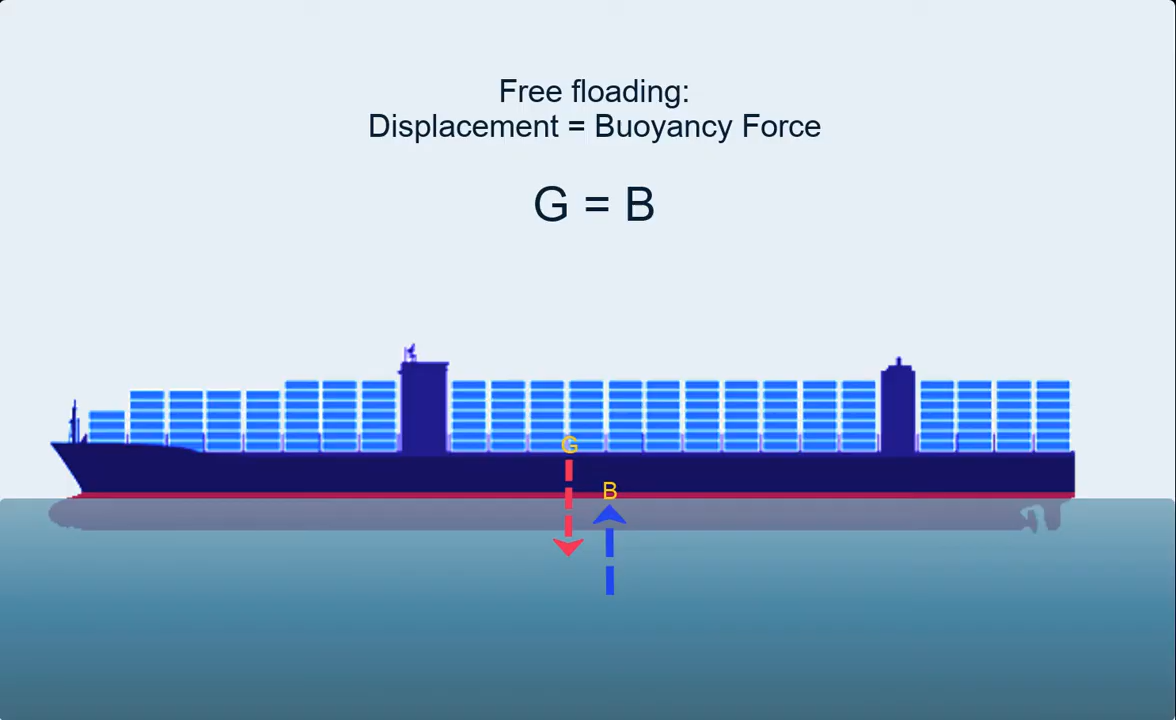 Free floading:
Displacement = Buoyancy Force
G = B
G
B